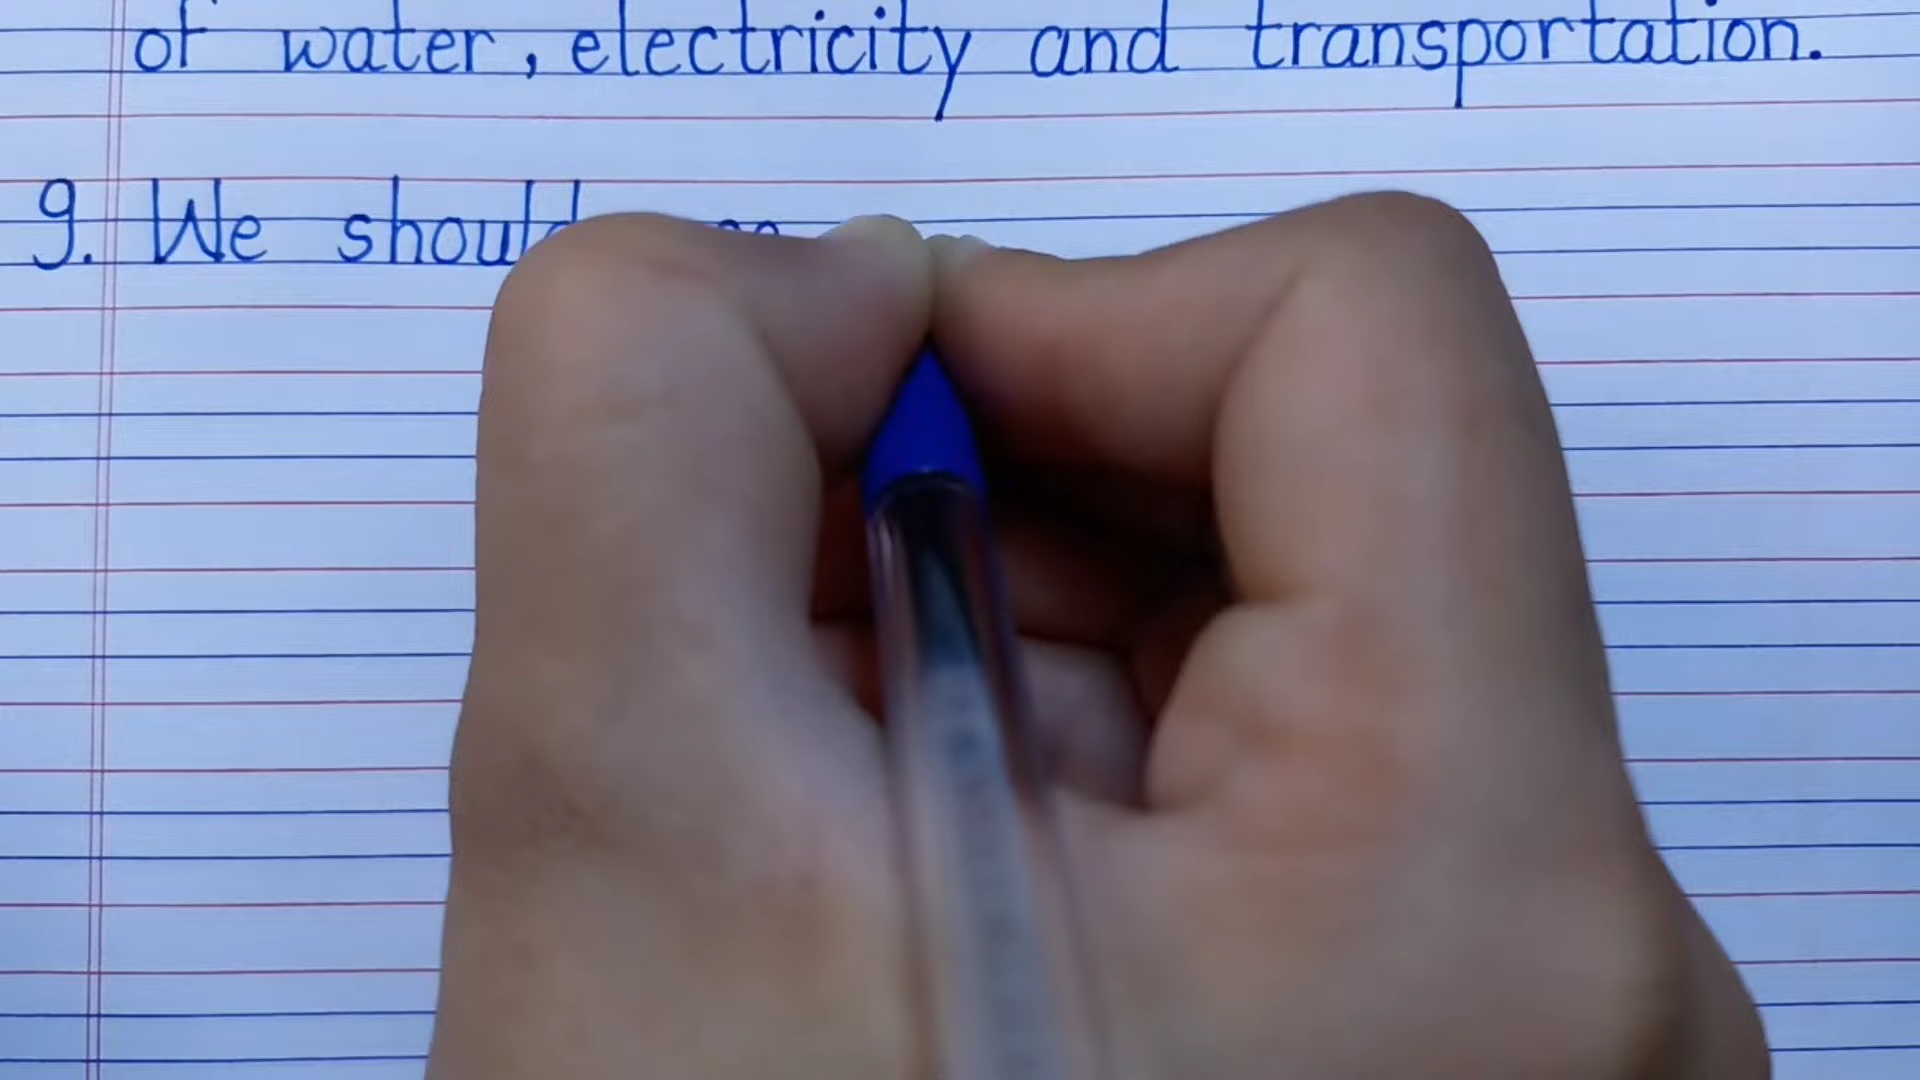 of water, electricity and transportation.
9. We should